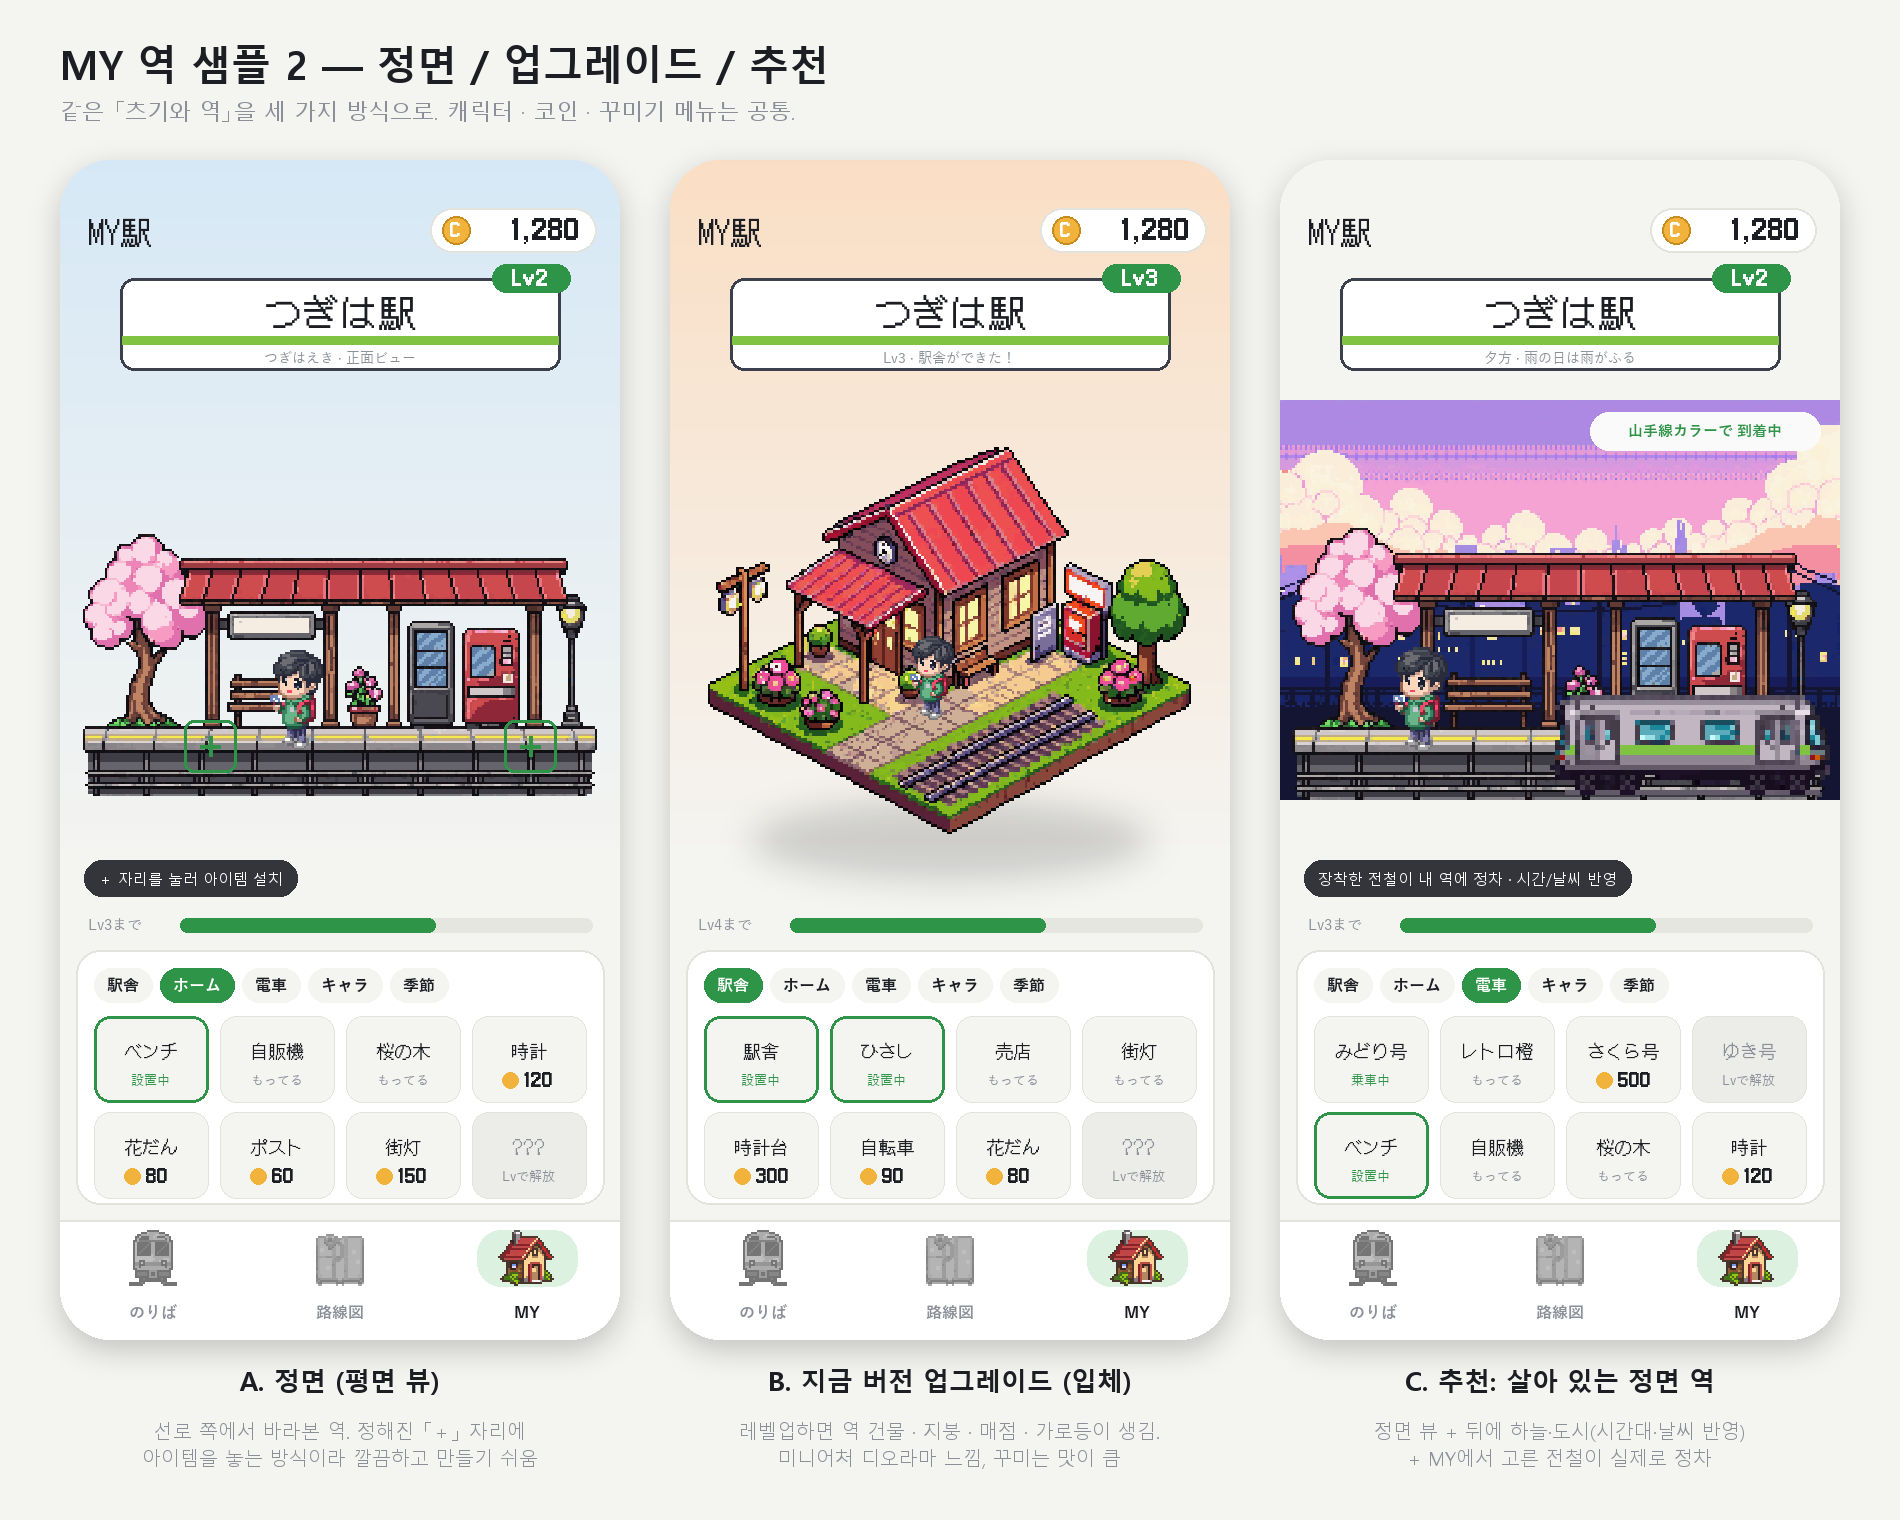 MY 역 샘플 2 — 정면 / 업그레이드 / 추천
같은 「츠기와 역」을 세 가지 방식으로. 캐릭터 · 코인 · 꾸미기 메뉴는 공통.
MY駅
C 1,280
Lv2
つぎは駅
つぎはえき · 正面ビュー
+ 자리를 눌러 아이템 설치
Lv3まで
駅舎 ホーム 電車 キャラ 季節
ベンチ 自販機 桜の木 時計
設置中 もってる もってる 120
花だん ポスト 街灯 ???
80 60 150 Lvで解放
のりば 路線図 MY
A. 정면 (평면 뷰)
선로 쪽에서 바라본 역. 정해진 「+」 자리에
아이템을 놓는 방식이라 깔끔하고 만들기 쉬움
MY駅
C 1,280
Lv3
つぎは駅
Lv3 · 駅舎ができた！
Lv4まで
駅舎 ホーム 電車 キャラ 季節
駅舎 ひさし 売店 街灯
設置中 設置中 もってる もってる
時計台 自転車 花だん ???
300 90 80 Lvで解放
のりば 路線図 MY
B. 지금 버전 업그레이드 (입체)
레벨업하면 역 건물 · 지붕 · 매점 · 가로등이 생김.
미니어처 디오라마 느낌, 꾸미는 맛이 큼
MY駅
C 1,280
Lv2
つぎは駅
夕方 · 雨の日は雨がふる
山手線カラーで 到着中
장착한 전철이 내 역에 정차 · 시간/날씨 반영
Lv3まで
駅舎 ホーム 電車 キャラ 季節
みどり号 レトロ橙 さくら号 ゆき号
乗車中 もってる 500 Lvで解放
ベンチ 自販機 桜の木 時計
設置中 もってる もってる 120
のりば 路線図 MY
C. 추천: 살아 있는 정면 역
정면 뷰 + 뒤에 하늘·도시(시간대·날씨 반영)
+ MY에서 고른 전철이 실제로 정차